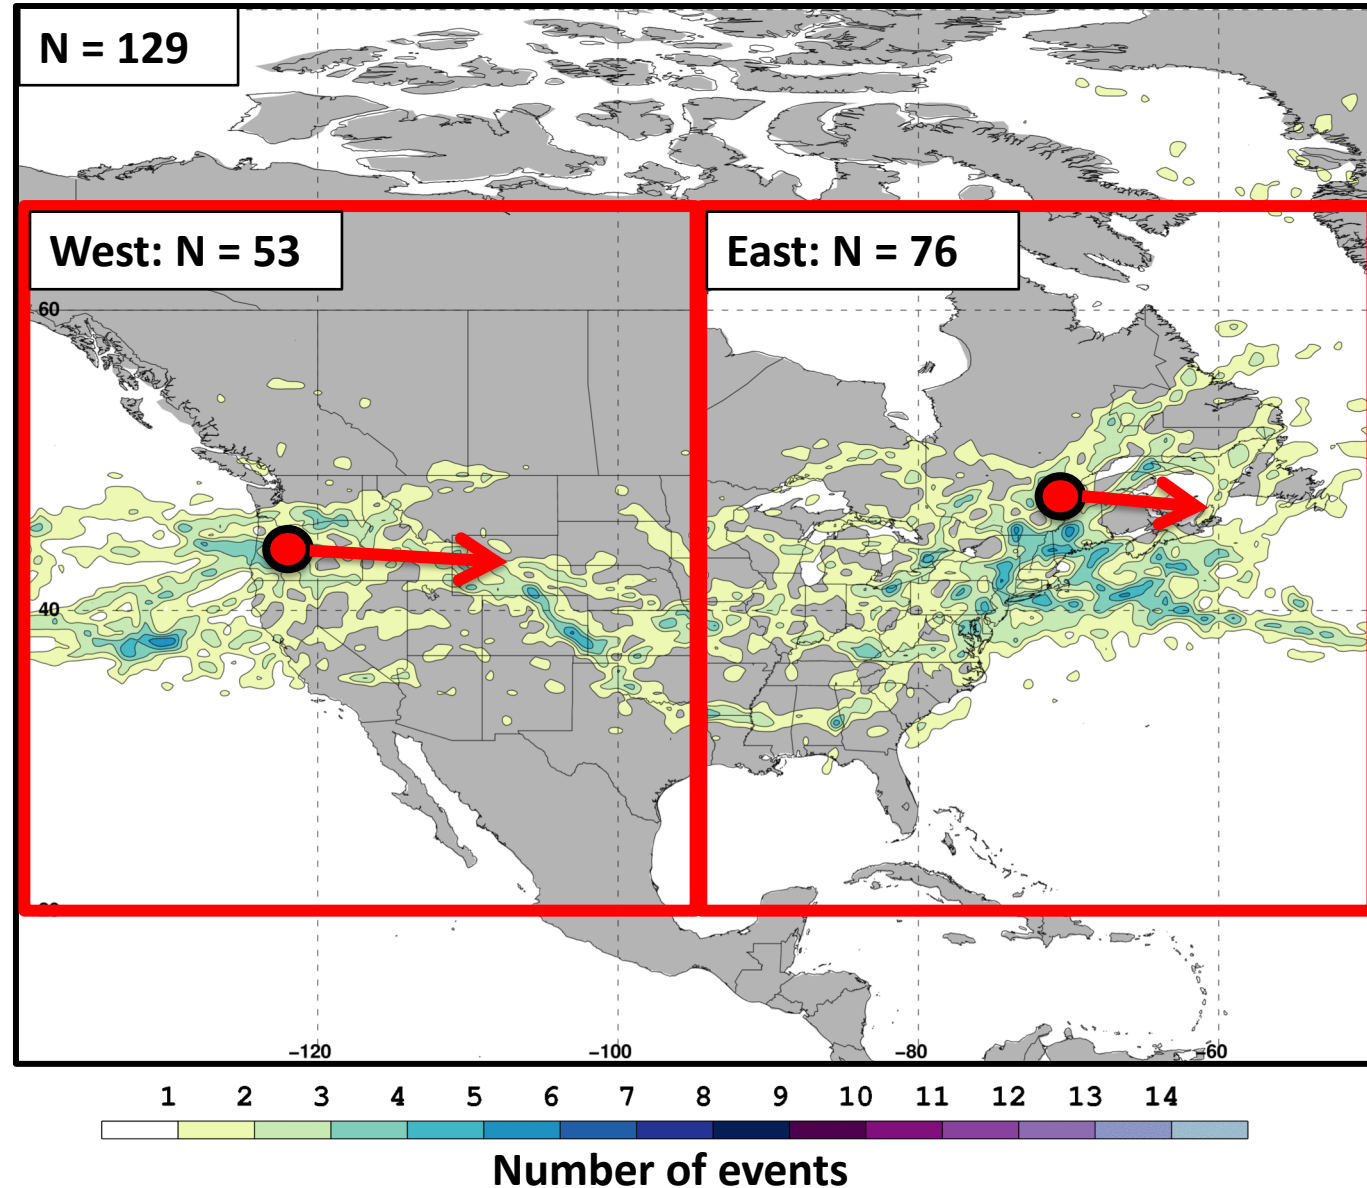 N = 129
West: N = 53
East: N = 76
60
40
−120 −100 −80 −60
1 2 3 4 5 6 7 8 9 10 11 12 13 14
Number of events